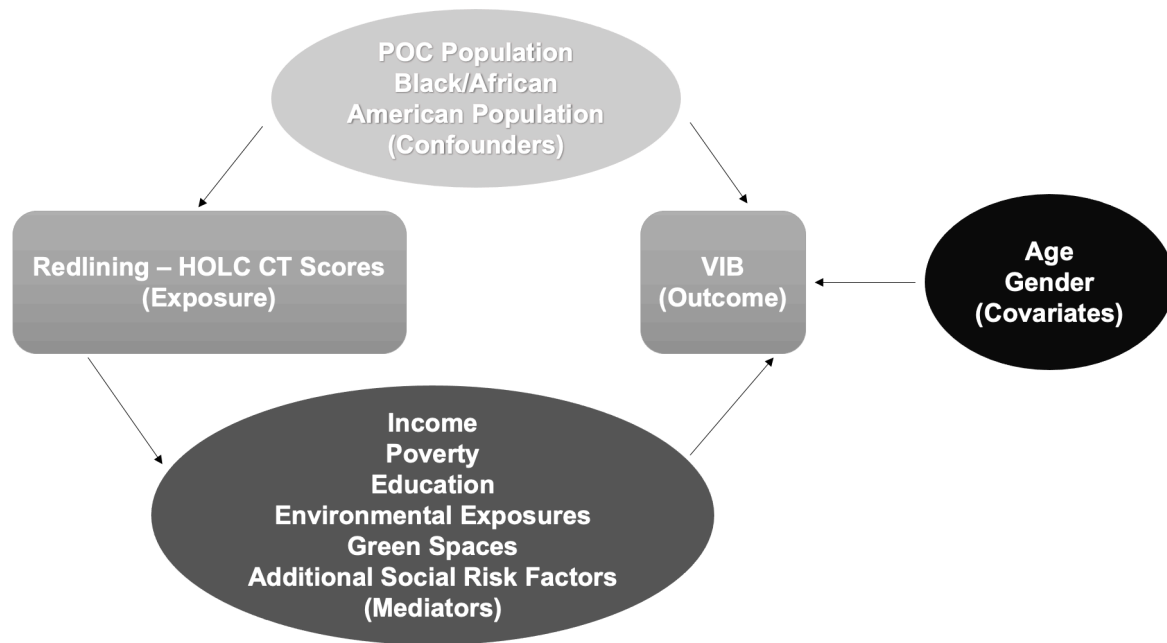 POC Population
Black/African
American Population
(Confounders)
Redlining – HOLC CT Scores
(Exposure)
VIB
(Outcome)
Age
Gender
(Covariates)
Income
Poverty
Education
Environmental Exposures
Green Spaces
Additional Social Risk Factors
(Mediators)